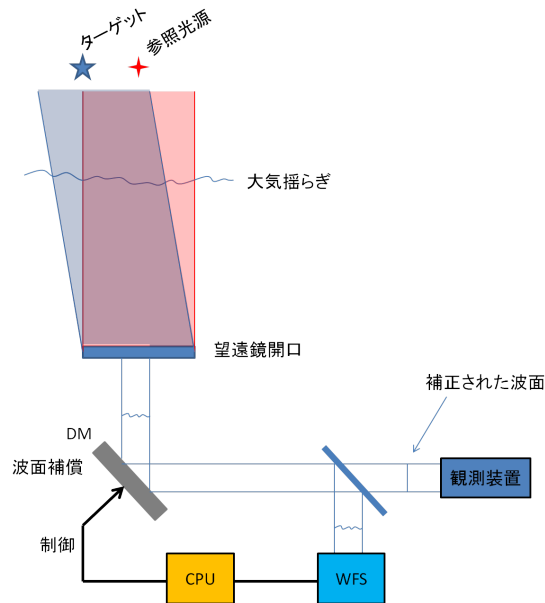 ターゲット
参照光源
大気揺らぎ
望遠鏡開口
補正された波面
DM
波面補償
観測装置
制御
CPU
WFS